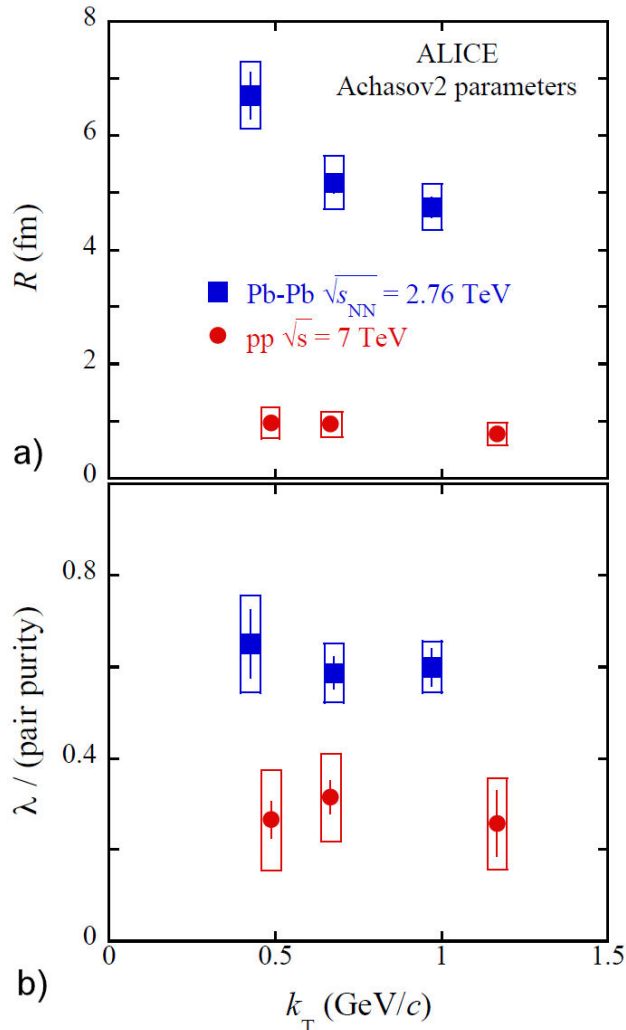 8
ALICE
Achasov2 parameters
6
R (fm)
4
Pb-Pb √sNN = 2.76 TeV
pp √s = 7 TeV
2
a)
0
0.8
λ / (pair purity)
0.4
0
0 0.5 1 1.5
b)
kT (GeV/c)